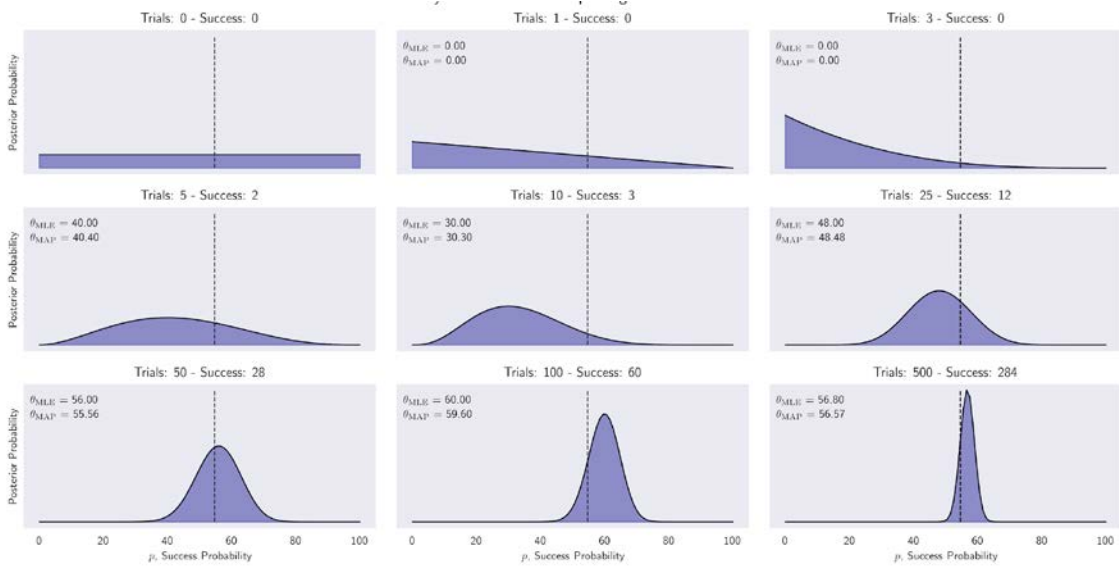 Trials: 0 - Success: 0
Trials: 1 - Success: 0
Trials: 3 - Success: 0
θMLE = 0.00
θMAP = 0.00
θMLE = 0.00
θMAP = 0.00
Posterior Probability
Trials: 5 - Success: 2
Trials: 10 - Success: 3
Trials: 25 - Success: 12
θMLE = 40.00
θMAP = 40.40
θMLE = 30.00
θMAP = 30.30
θMLE = 48.00
θMAP = 48.48
Posterior Probability
Trials: 50 - Success: 28
Trials: 100 - Success: 60
Trials: 500 - Success: 284
θMLE = 56.00
θMAP = 55.56
θMLE = 60.00
θMAP = 59.60
θMLE = 56.80
θMAP = 56.57
Posterior Probability
0 20 40 60 80 100
0 20 40 60 80 100
0 20 40 60 80 100
p, Success Probability
p, Success Probability
p, Success Probability